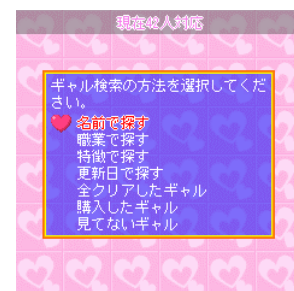 現在42人対応
ギャル検索の方法を選択してくだ
さい。
名前で探す
職業で探す
特徴で探す
更新日で探す
全クリアしたギャル
購入したギャル
見てないギャル